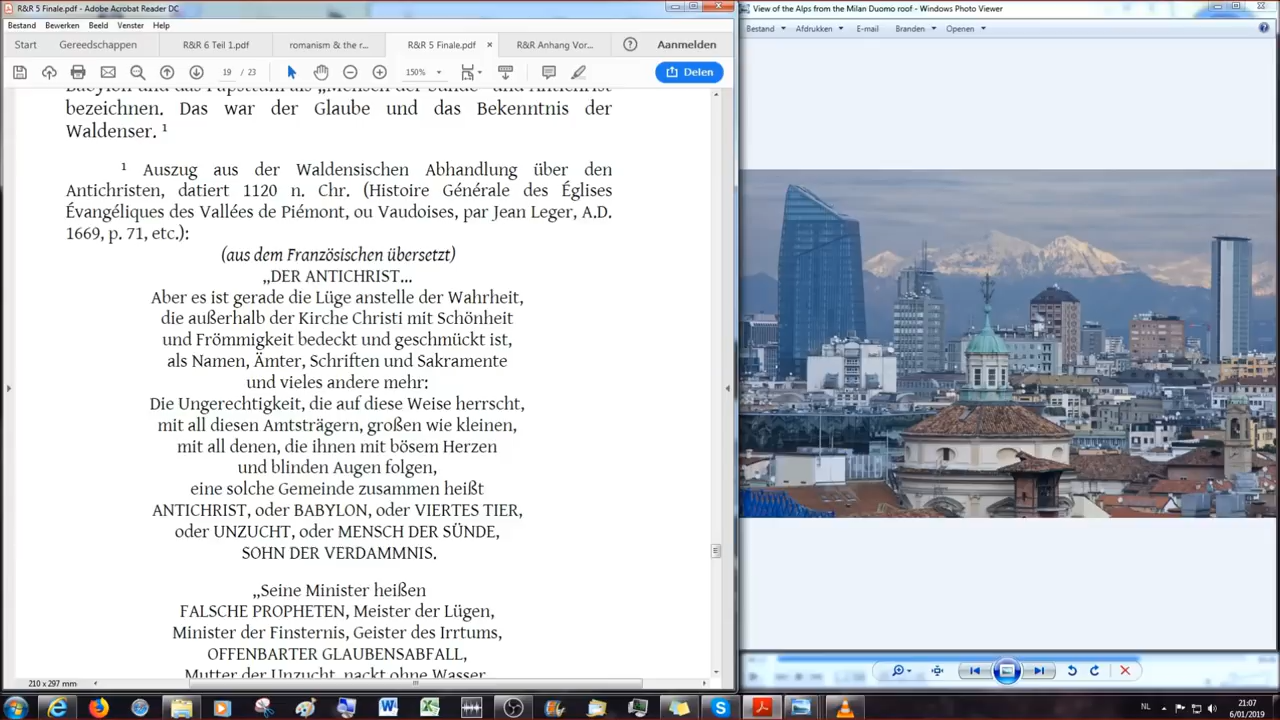 R&R 5 Finale.pdf - Adobe Acrobat Reader DC
Bestand Bewerken Beeld Venster Help
Start Gereedschappen R&R 6 Teil 1.pdf romanism & the r... R&R 5 Finale.pdf × R&R Anhang Vor... Aanmelden
19 / 23 150% Delen
bezeichnen. Das war der Glaube und das Bekenntnis der
Waldenser. ¹
¹ Auszug aus der Waldensischen Abhandlung über den
Antichristen, datiert 1120 n. Chr. (Histoire Générale des Églises
Évangéliques des Vallées de Piémont, ou Vaudoises, par Jean Leger, A.D.
1669, p. 71, etc.):
(aus dem Französischen übersetzt)
„DER ANTICHRIST...
Aber es ist gerade die Lüge anstelle der Wahrheit,
die außerhalb der Kirche Christi mit Schönheit
und Frömmigkeit bedeckt und geschmückt ist,
als Namen, Ämter, Schriften und Sakramente
und vieles andere mehr:
Die Ungerechtigkeit, die auf diese Weise herrscht,
mit all diesen Amtsträgern, großen wie kleinen,
mit all denen, die ihnen mit bösem Herzen
und blinden Augen folgen,
eine solche Gemeinde zusammen heißt
ANTICHRIST, oder BABYLON, oder VIERTES TIER,
oder UNZUCHT, oder MENSCH DER SÜNDE,
SOHN DER VERDAMMNIS.
„Seine Minister heißen
FALSCHE PROPHETEN, Meister der Lügen,
Minister der Finsternis, Geister des Irrtums,
OFFENBARTER GLAUBENSABFALL,
Mutter der Unzucht, nackt ohne Wasser
210 x 297 mm
View of the Alps from the Milan Duomo roof - Windows Photo Viewer
Bestand Afdrukken E-mail Branden Openen
NL 21:07
6/01/2019